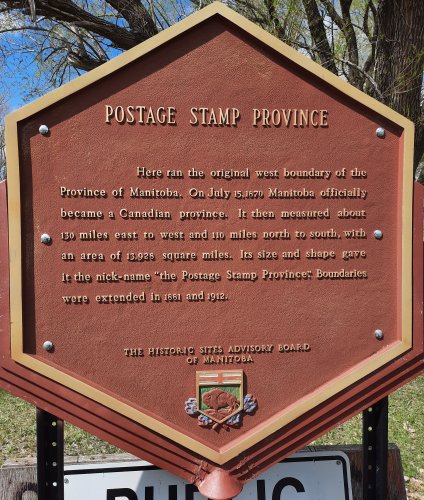 POSTAGE STAMP PROVINCE
Here ran the original west boundary of the
Province of Manitoba. On July 15, 1870 Manitoba officially
became a Canadian province. It then measured about
130 miles east to west and 110 miles north to south, with
an area of 13,928 square miles. Its size and shape gave
it the nick-name "the Postage Stamp Province". Boundaries
were extended in 1881 and 1912.
THE HISTORIC SITES ADVISORY BOARD
OF MANITOBA
PUBLIC